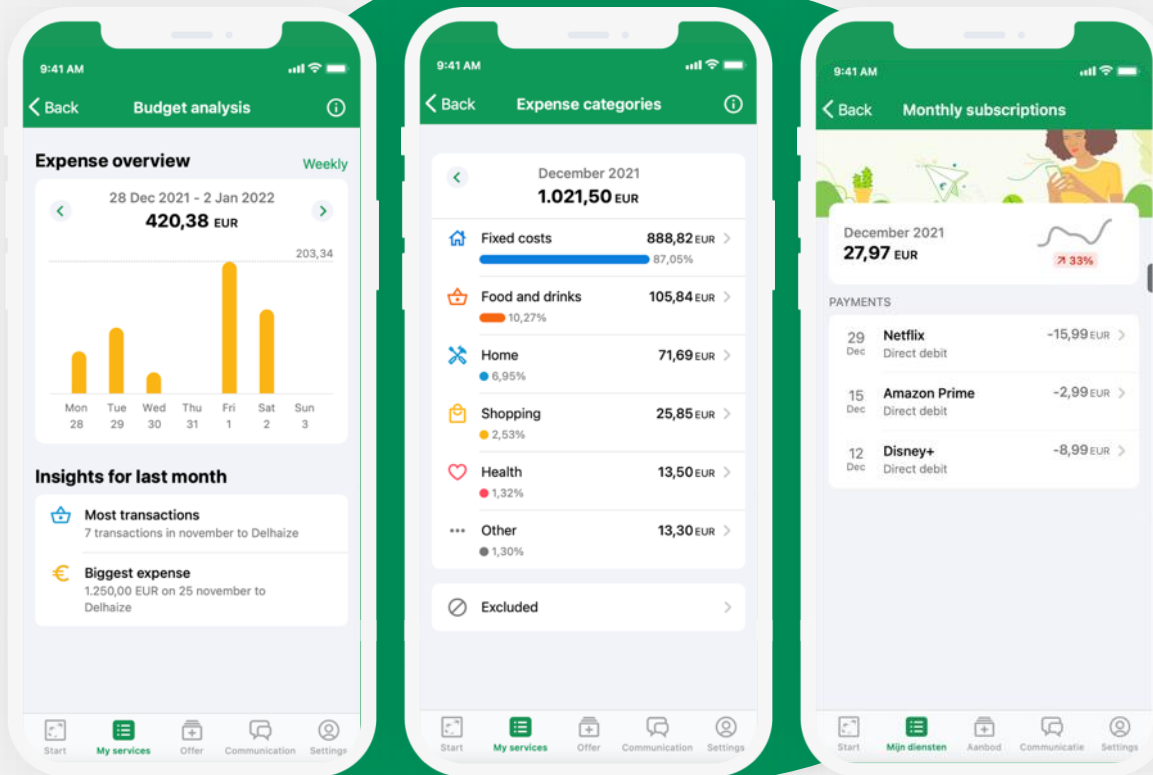 9:41 AM
Back
Budget analysis
Expense overview
Weekly
28 Dec 2021 - 2 Jan 2022
420,38 EUR
203,34
Mon Tue Wed Thu Fri Sat Sun
28 29 30 31 1 2 3
Insights for last month
Most transactions
7 transactions in november to Delhaize
Biggest expense
1.250,00 EUR on 25 november to
Delhaize
Start My services Offer Communication Settings
9:41 AM
Back
Expense categories
December 2021
1.021,50 EUR
Fixed costs 888,82 EUR
87,05%
Food and drinks 105,84 EUR
10,27%
Home 71,69 EUR
6,95%
Shopping 25,85 EUR
2,53%
Health 13,50 EUR
1,32%
Other 13,30 EUR
1,30%
Excluded
Start My services Offer Communication Settings
9:41 AM
Back
Monthly subscriptions
December 2021
27,97 EUR
33%
PAYMENTS
29 Netflix -15,99 EUR
Dec Direct debit
15 Amazon Prime -2,99 EUR
Dec Direct debit
12 Disney+ -8,99 EUR
Dec Direct debit
Start Mijn diensten Aanbod Communicatie Settings